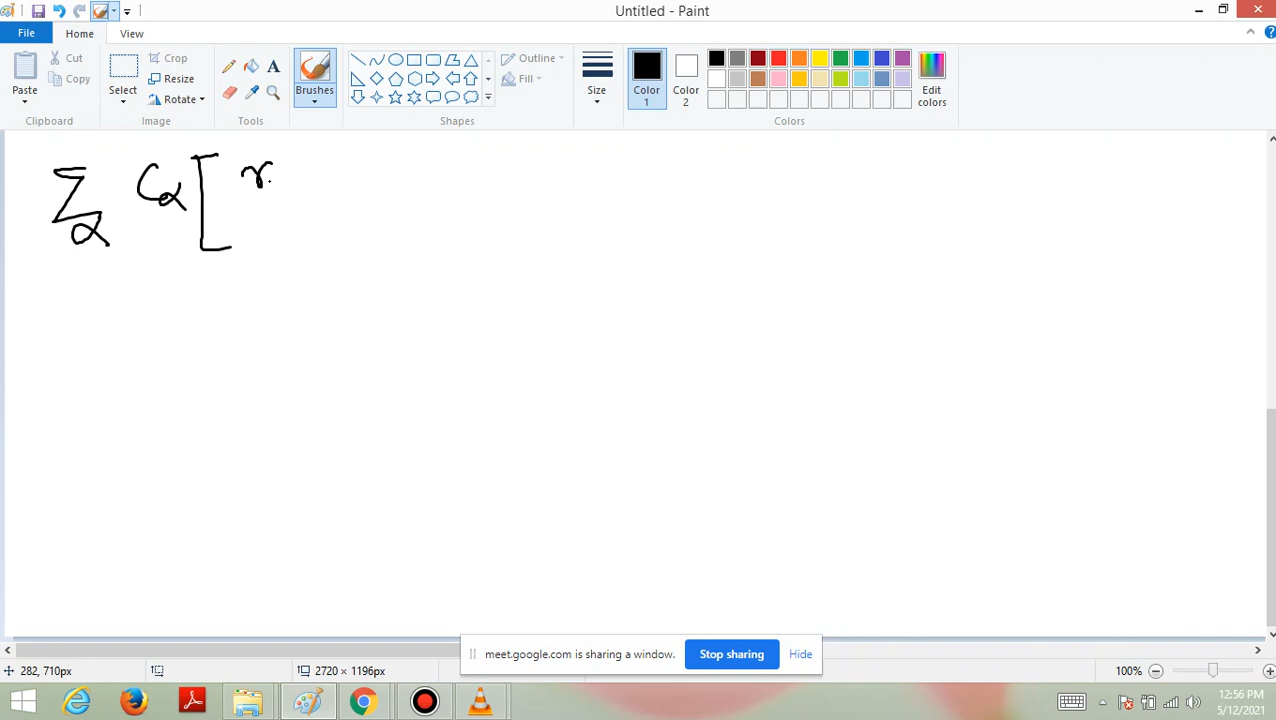 Untitled - Paint
File Home View
Paste Cut Copy
Clipboard
Select Crop Resize Rotate
Image
A
Tools
Brushes
Outline Fill
Shapes
Size
Color 1 Color 2 Edit colors
Colors
Σ_α C_α [ γ
meet.google.com is sharing a window. Stop sharing Hide
282, 710px 2720 × 1196px 100%
12:56 PM
5/12/2021